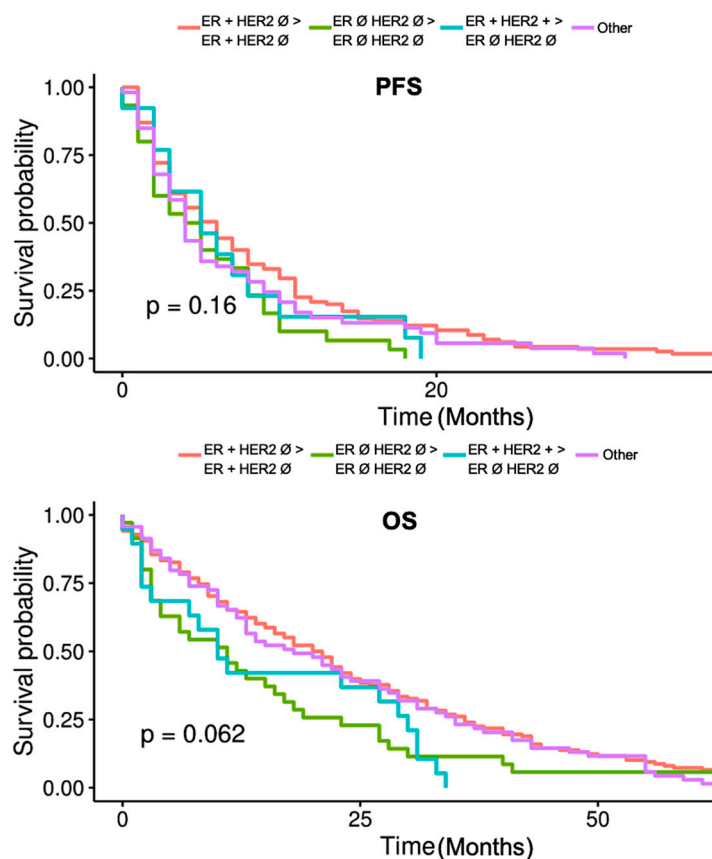 ER + HER2 Ø > ER Ø HER2 Ø > ER + HER2 + > Other
ER + HER2 Ø ER Ø HER2 Ø ER Ø HER2 Ø
PFS
Survival probability
1.00
0.75
0.50
0.25
0.00
p = 0.16
0 20
Time (Months)
ER + HER2 Ø > ER Ø HER2 Ø > ER + HER2 + > Other
ER + HER2 Ø ER Ø HER2 Ø ER Ø HER2 Ø
OS
Survival probability
1.00
0.75
0.50
0.25
0.00
p = 0.062
0 25 50
Time (Months)